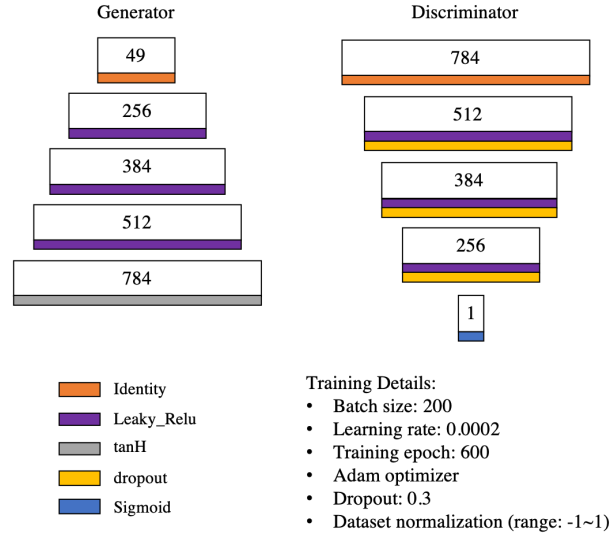 Generator
49
256
384
512
784
Discriminator
784
512
384
256
1
Identity
Leaky_Relu
tanH
dropout
Sigmoid
Training Details:
• Batch size: 200
• Learning rate: 0.0002
• Training epoch: 600
• Adam optimizer
• Dropout: 0.3
• Dataset normalization (range: -1~1)